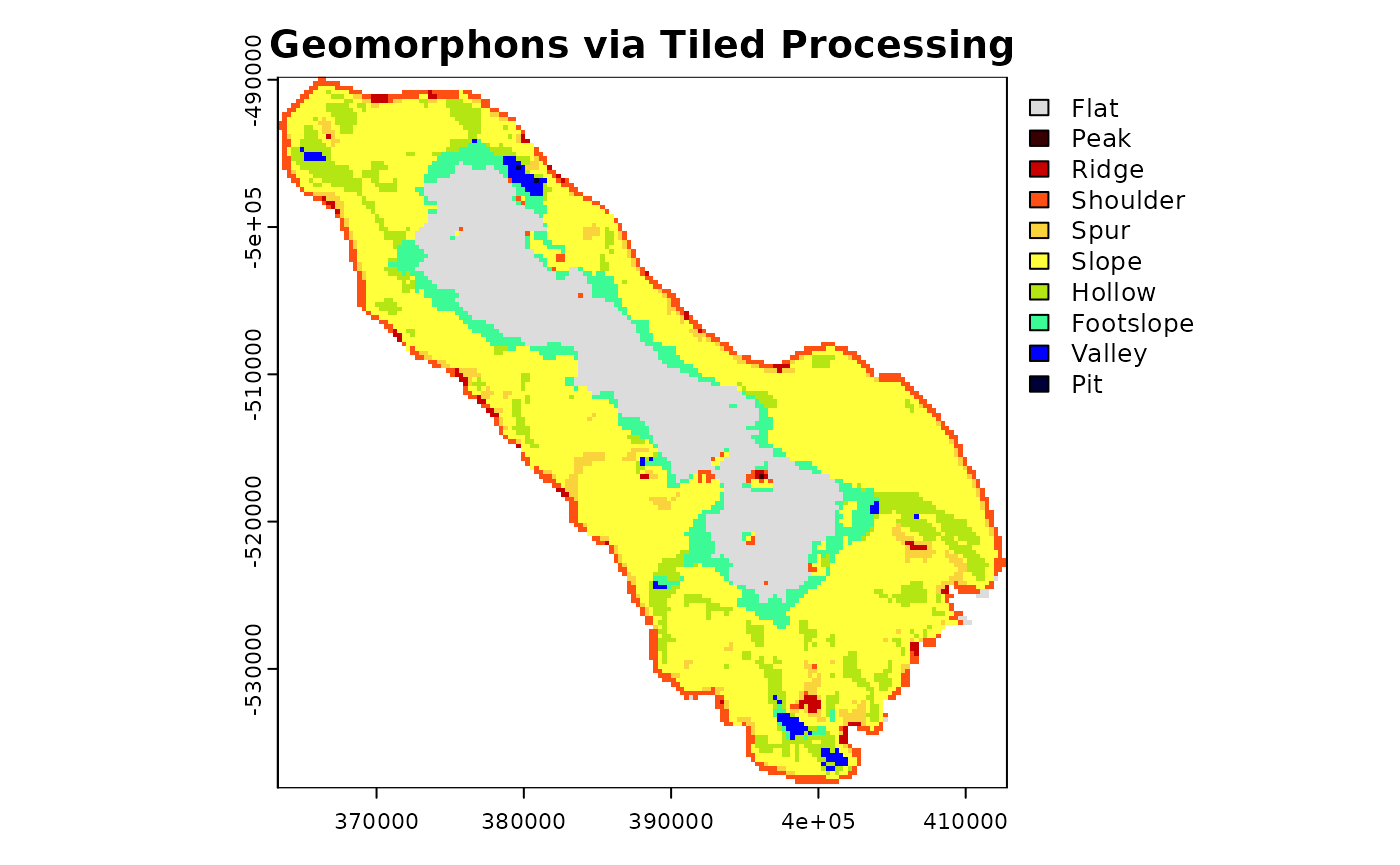 Geomorphons via Tiled Processing
-490000
-5e+05
-510000
-520000
-530000
370000
380000
390000
4e+05
410000
Flat
Peak
Ridge
Shoulder
Spur
Slope
Hollow
Footslope
Valley
Pit